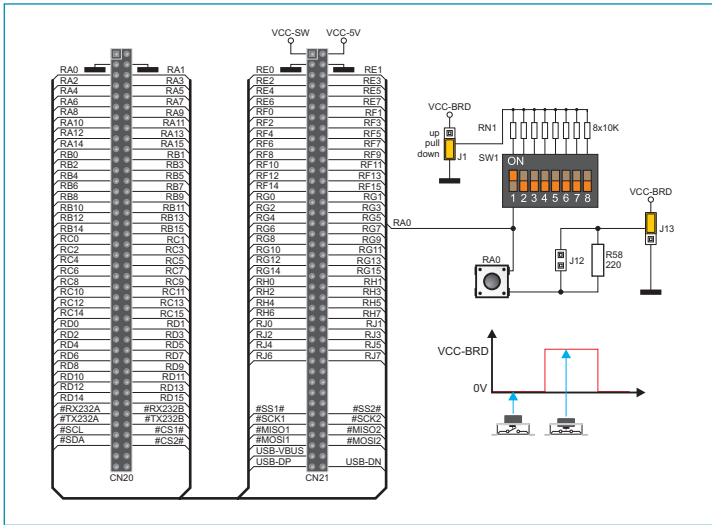 VCC-SW VCC-5V
RA0 RA1
RA2 RA3
RA4 RA5
RA6 RA7
RA8 RA9
RA10 RA11
RA12 RA13
RA14 RA15
RB0 RB1
RB2 RB3
RB4 RB5
RB6 RB7
RB8 RB9
RB10 RB11
RB12 RB13
RB14 RB15
RC0 RC1
RC2 RC3
RC4 RC5
RC6 RC7
RC8 RC9
RC10 RC11
RC12 RC13
RC14 RC15
RD0 RD1
RD2 RD3
RD4 RD5
RD6 RD7
RD8 RD9
RD10 RD11
RD12 RD13
RD14 RD15
#RX232A #RX232B
#TX232A #TX232B
#SCL #CS1#
#SDA #CS2#
CN20
RE0 RE1
RE2 RE3
RE4 RE5
RE6 RE7
RF0 RF1
RF2 RF3
RF4 RF5
RF6 RF7
RF8 RF9
RF10 RF11
RF12 RF13
RF14 RF15
RG0 RG1
RG2 RG3
RG4 RG5
RG6 RG7
RG8 RG9
RG10 RG11
RG12 RG13
RG14 RG15
RH0 RH1
RH2 RH3
RH4 RH5
RH6 RH7
RJ0 RJ1
RJ2 RJ3
RJ4 RJ5
RJ6 RJ7
#SS1# #SS2#
#SCK1 #SCK2
#MISO1 #MISO2
#MOSI1 #MOSI2
USB-VBUS
USB-DP USB-DN
CN21
RA0
VCC-BRD
up
pull
down
J1
RN1 8x10K
SW1
ON
1 2 3 4 5 6 7 8
VCC-BRD
J13
RA0
J12
R58
220
VCC-BRD
0V